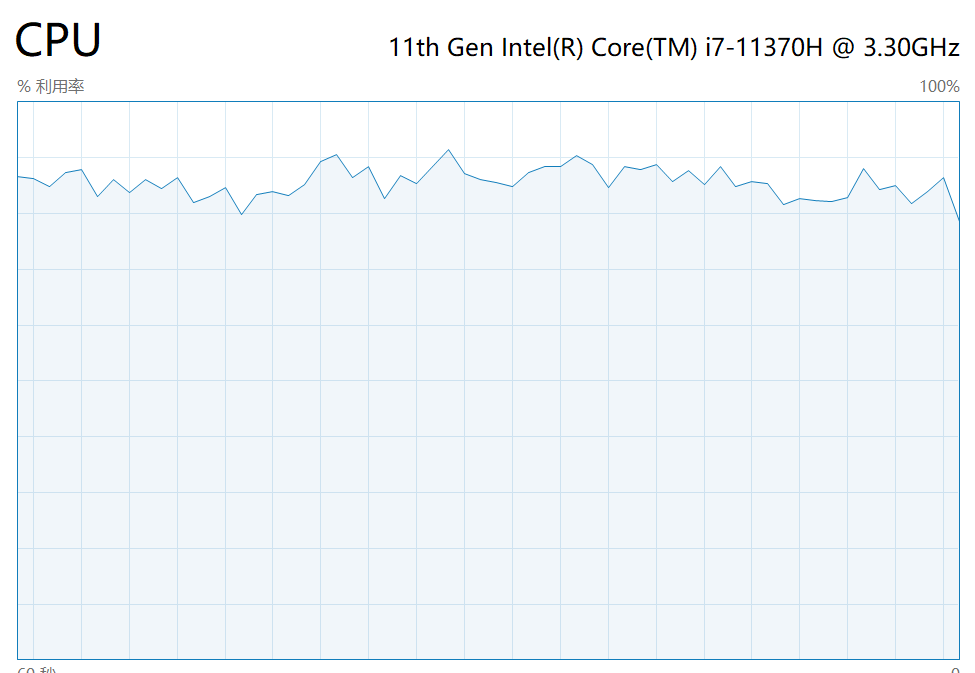 CPU
11th Gen Intel(R) Core(TM) i7-11370H @ 3.30GHz
% 利用率
100%
60 秒
0